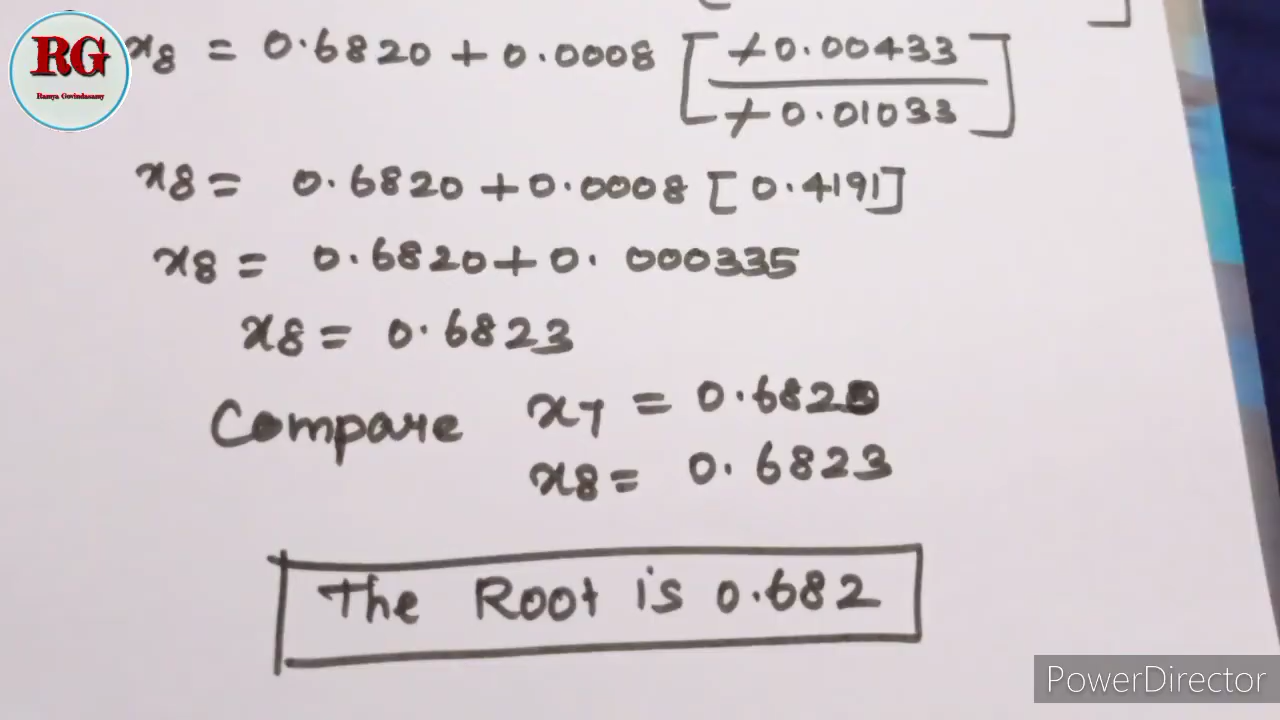 RG
Ramya Govindasamy
x8 = 0.6820 + 0.0008 [ +0.00433 / +0.01033 ]
x8 = 0.6820 + 0.0008 [ 0.4191 ]
x8 = 0.6820 + 0.000335
x8 = 0.6823
Compare x7 = 0.6820
x8 = 0.6823
The Root is 0.682
PowerDirector